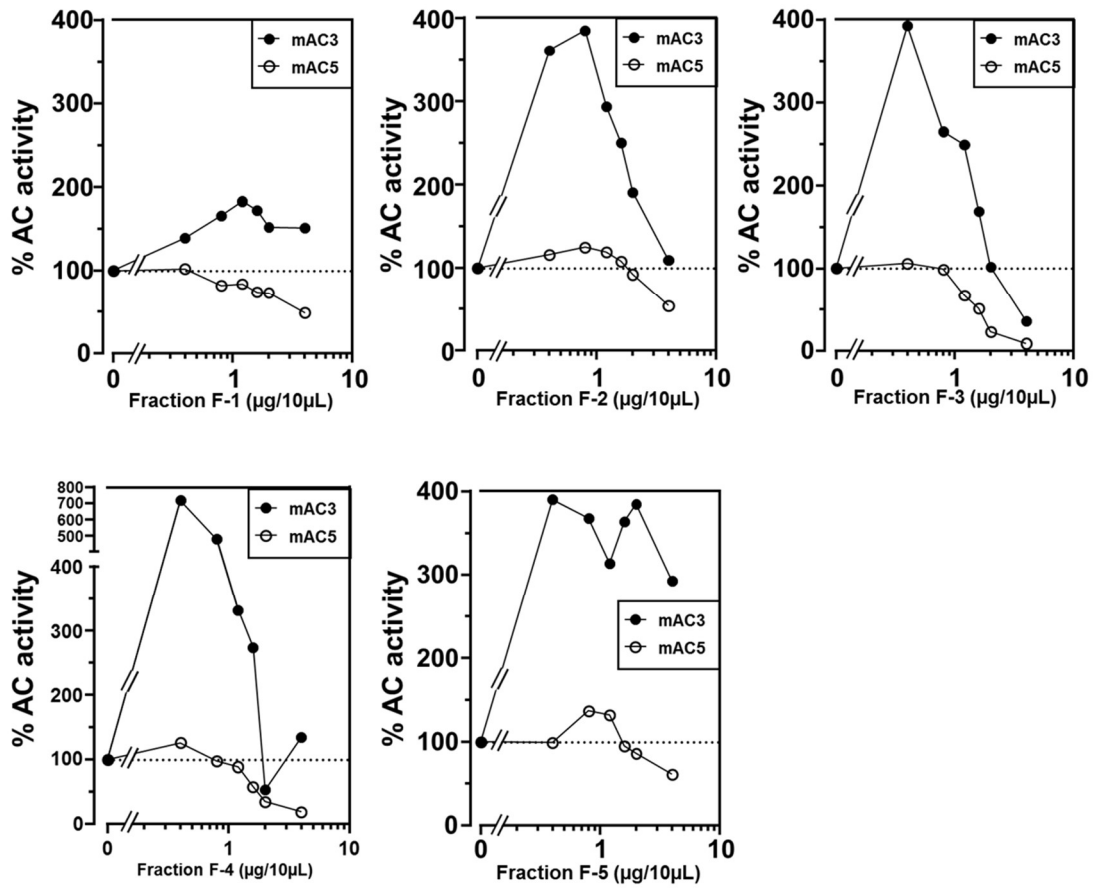 400
300
200
100
0
% AC activity
mAC3
mAC5
0 1 10
Fraction F-1 (µg/10µL)
400
300
200
100
0
% AC activity
mAC3
mAC5
0 1 10
Fraction F-2 (µg/10µL)
400
300
200
100
0
% AC activity
mAC3
mAC5
0 1 10
Fraction F-3 (µg/10µL)
800
700
600
500
400
300
200
100
0
% AC activity
mAC3
mAC5
0 1 10
Fraction F-4 (µg/10µL)
400
300
200
100
0
% AC activity
mAC3
mAC5
0 1 10
Fraction F-5 (µg/10µL)